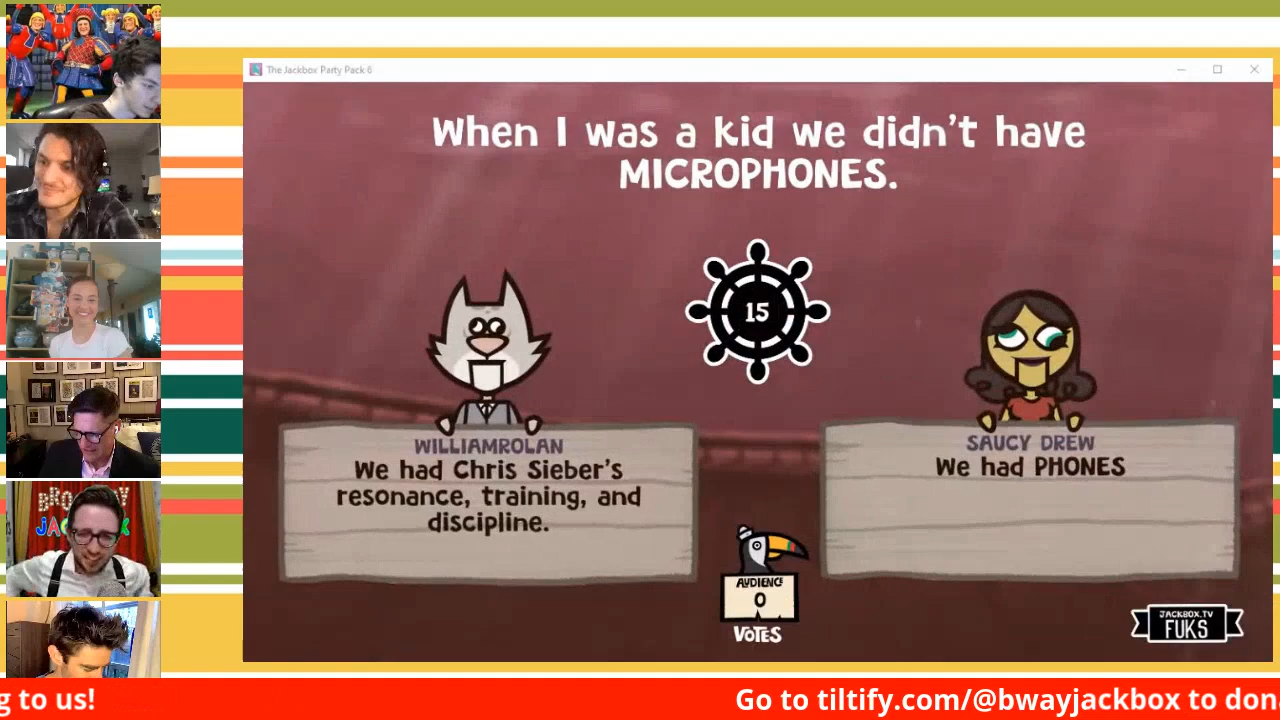 The Jackbox Party Pack 6
When I was a kid we didn't have
MICROPHONES.
15
WILLIAMROLAN
We had Chris Sieber's
resonance, training, and
discipline.
SAUCY DREW
We had PHONES
AUDIENCE
0
VOTES
JACKBOX.TV
FUKS
g to us!
Go to tiltify.com/@bwayjackbox to don